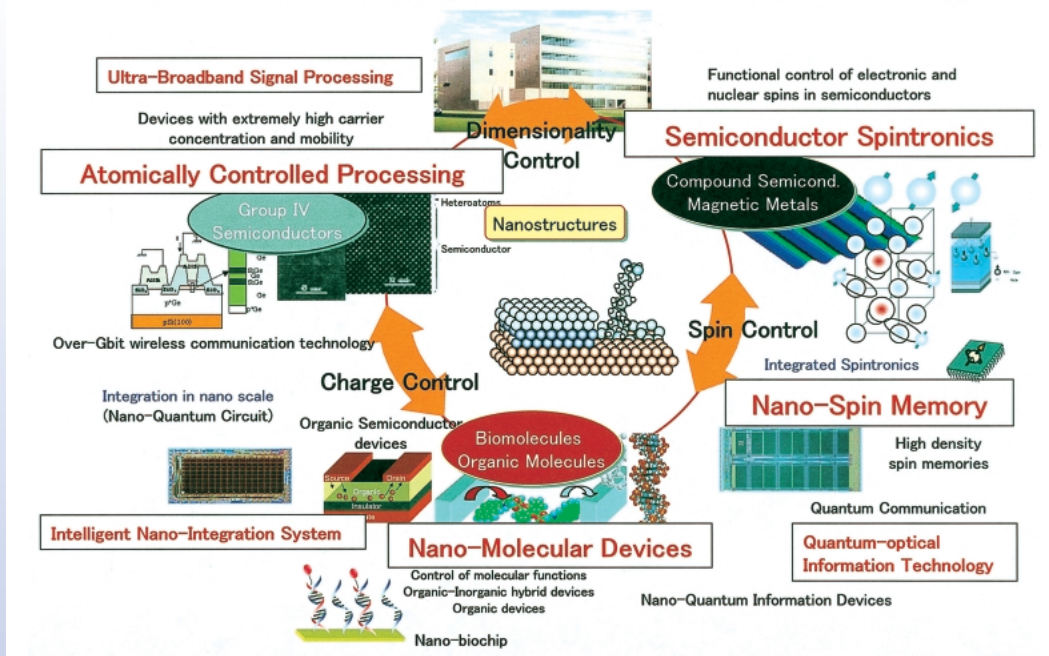 Ultra-Broadband Signal Processing
Devices with extremely high carrier
concentration and mobility
Atomically Controlled Processing
Group IV
Semiconductors
Heteroatoms
Semiconductor
p+Ge
Ge
Ge
p+Ge
Over-Gbit wireless communication technology
Dimensionality
Control
Nanostructures
Functional control of electronic and
nuclear spins in semiconductors
Semiconductor Spintronics
Compound Semicond.
Magnetic Metals
Spin Control
Integrated Spintronics
Nano-Spin Memory
High density
spin memories
Charge Control
Integration in nano scale
(Nano-Quantum Circuit)
Organic Semiconductor
devices
Source
Drain
Organic
Insulator
Biomolecules
Organic Molecules
Intelligent Nano-Integration System
Nano-Molecular Devices
Control of molecular functions
Organic-Inorganic hybrid devices
Organic devices
Nano-biochip
Quantum Communication
Quantum-optical
Information Technology
Nano-Quantum Information Devices